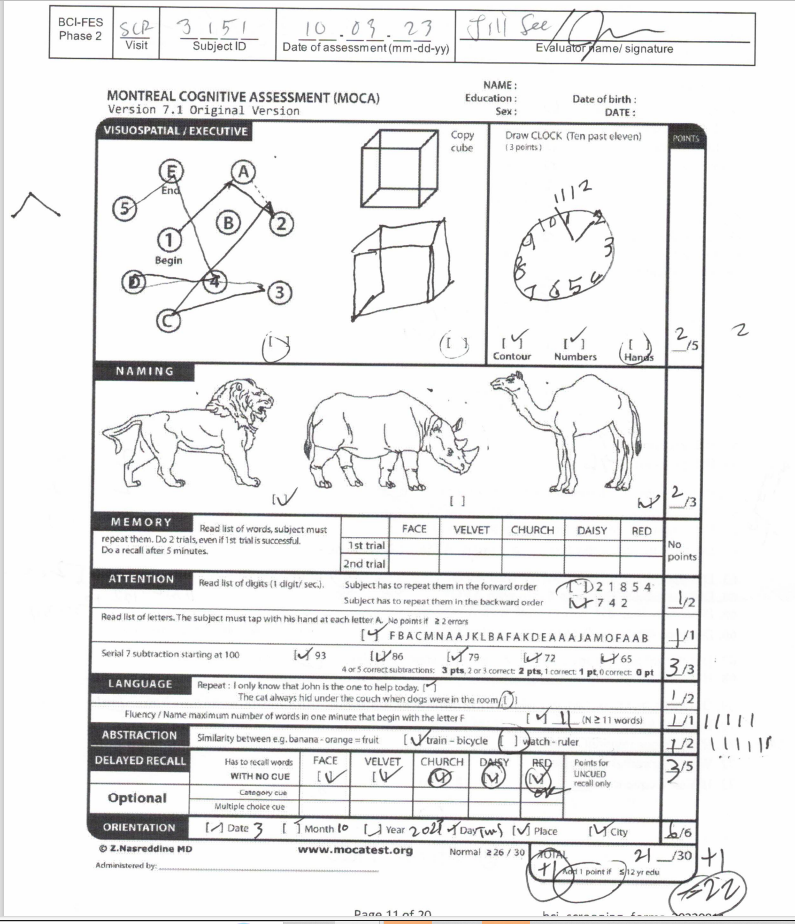 BCI-FES Phase 2
SCR 3 1 5 1 10 . 03 . 23 Jill See
Visit Subject ID Date of assessment (mm-dd-yy) Evaluator name/ signature
MONTREAL COGNITIVE ASSESSMENT (MOCA)
Version 7.1 Original Version
NAME :
Education : Date of birth :
Sex : DATE :
VISUOSPATIAL / EXECUTIVE
Copy cube
Draw CLOCK (Ten past eleven)
(3 points)
POINTS
E A
End
5 B 2
1
Begin
D 4 3
C
11 12
10 1 2
9 3
8 4
7 6 5
[ ] [ ] [✓] [✓] [ ]
Contour Numbers Hands
2/5 2
NAMING
[✓] [ ] [✓] 2/3
MEMORY
Read list of words, subject must repeat them. Do 2 trials, even if 1st trial is successful. Do a recall after 5 minutes.
FACE VELVET CHURCH DAISY RED
1st trial
2nd trial
No points
ATTENTION
Read list of digits (1 digit/ sec.). Subject has to repeat them in the forward order [ ] 2 1 8 5 4
Subject has to repeat them in the backward order [✓] 7 4 2 1/2
Read list of letters. The subject must tap with his hand at each letter A. No points if ≥ 2 errors
[✓] F B A C M N A A J K L B A F A K D E A A A J A M O F A A B 1/1
Serial 7 subtraction starting at 100 [✓] 93 [✓] 86 [✓] 79 [✓] 72 [✓] 65
4 or 5 correct subtractions: 3 pts, 2 or 3 correct: 2 pts, 1 correct: 1 pt, 0 correct: 0 pt 3/3
LANGUAGE
Repeat : I only know that John is the one to help today. [✓]
The cat always hid under the couch when dogs were in the room. [ ] 1/2
Fluency / Name maximum number of words in one minute that begin with the letter F [✓] 11 (N ≥ 11 words) 1/1
ABSTRACTION
Similarity between e.g. banana - orange = fruit [✓] train – bicycle [ ] watch - ruler 1/2
DELAYED RECALL
Has to recall words WITH NO CUE
FACE VELVET CHURCH DAISY RED
[✓] [✓] [✓] [✓] [✓]
Points for UNCUED recall only
3/5
Optional
Category cue
Multiple choice cue
ORIENTATION
[✓] Date 3 [✓] Month 10 [✓] Year 2023 [✓] Day Tues [✓] Place [✓] City 6/6
© Z.Nasreddine MD www.mocatest.org Normal ≥ 26 / 30 TOTAL 21 /30 +1
Administered by:
+1 Add 1 point if ≤ 12 yr edu
=22
Page 11 of 20